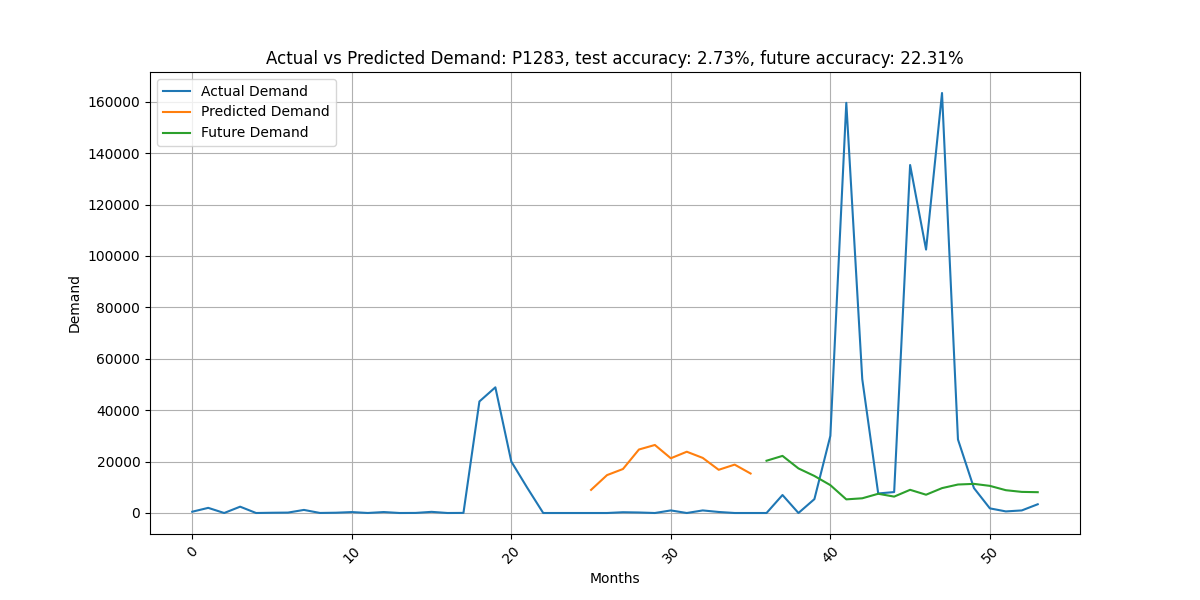 Actual vs Predicted Demand: P1283, test accuracy: 2.73%, future accuracy: 22.31%
Actual Demand
Predicted Demand
Future Demand
160000
140000
120000
100000
80000
60000
40000
20000
0
Demand
0 10 20 30 40 50
Months